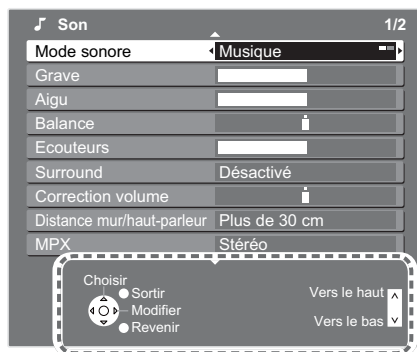 Son 1/2
Mode sonore Musique
Grave
Aigu
Balance
Ecouteurs
Surround Désactivé
Correction volume
Distance mur/haut-parleur Plus de 30 cm
MPX Stéréo
Choisir
Sortir
Modifier
Revenir
Vers le haut
Vers le bas